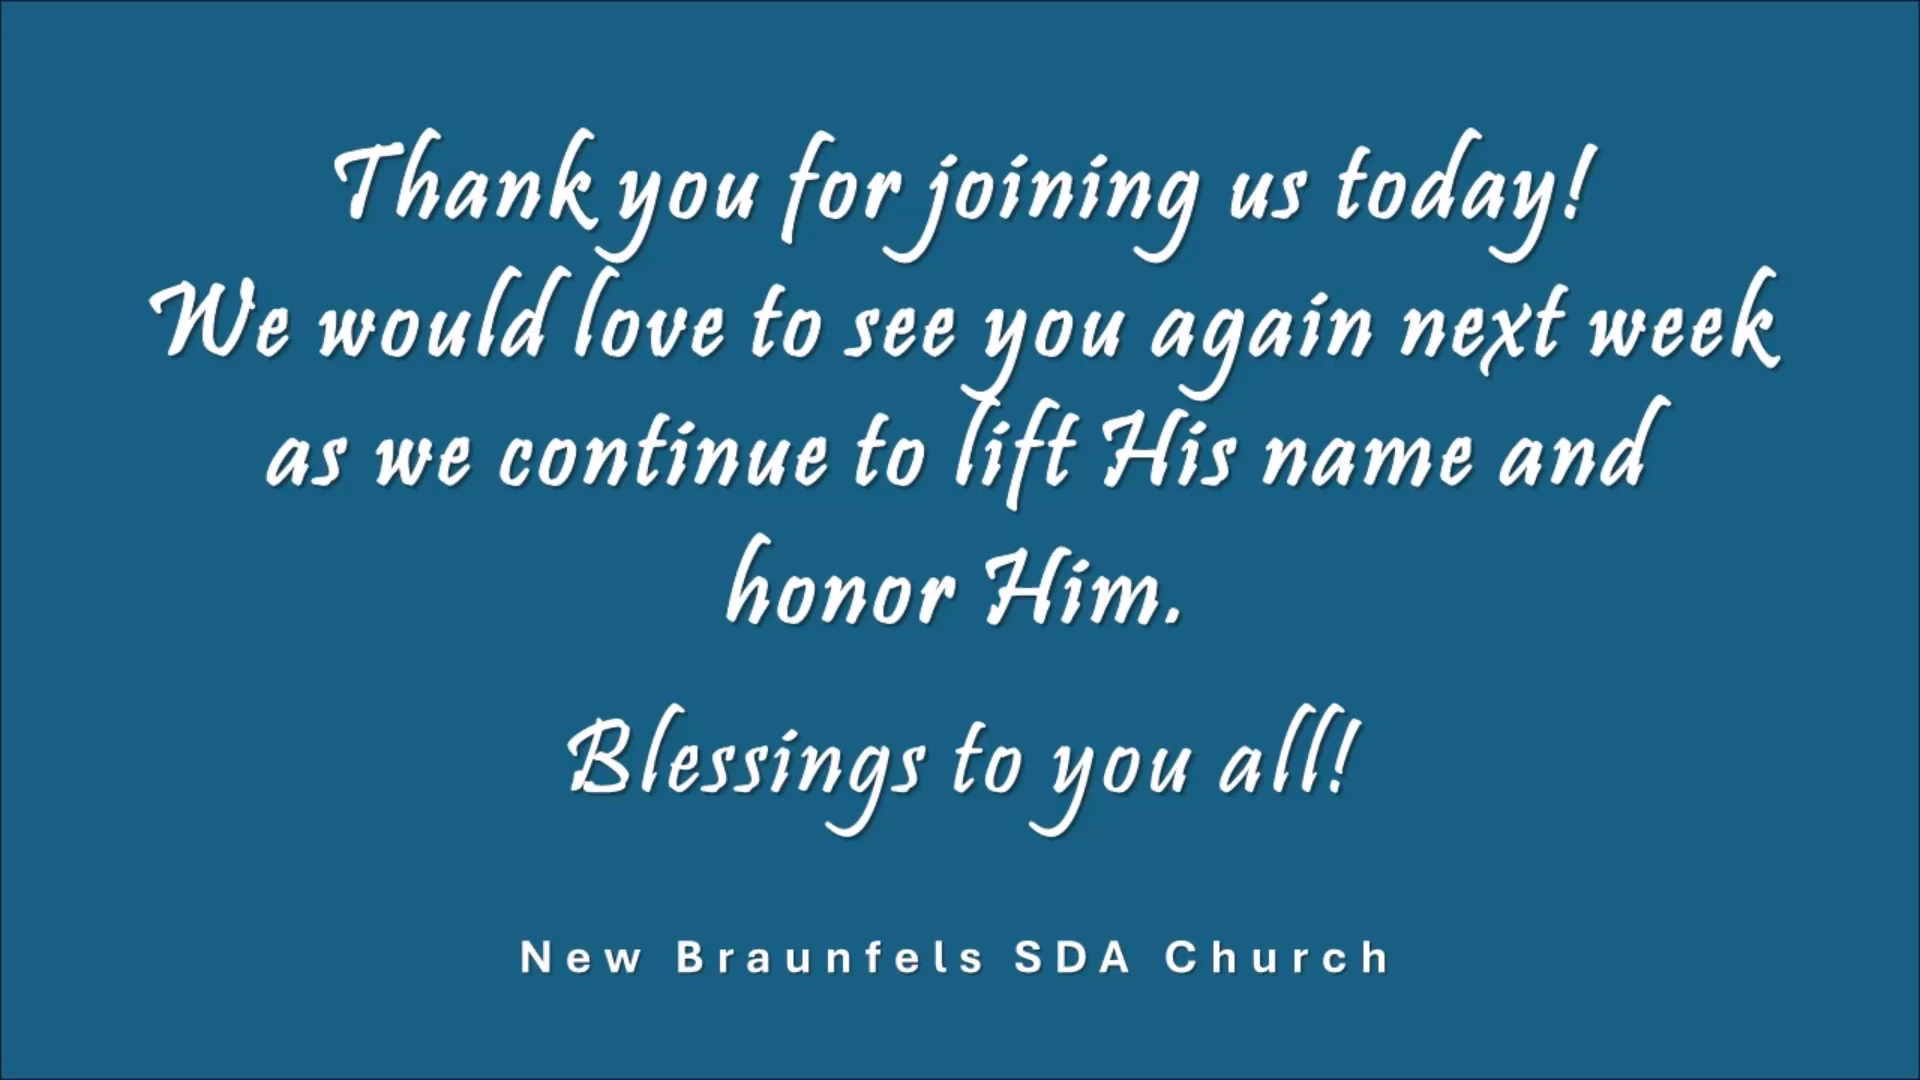 Thank you for joining us today!
We would love to see you again next week
as we continue to lift His name and
honor Him.
Blessings to you all!
New Braunfels SDA Church